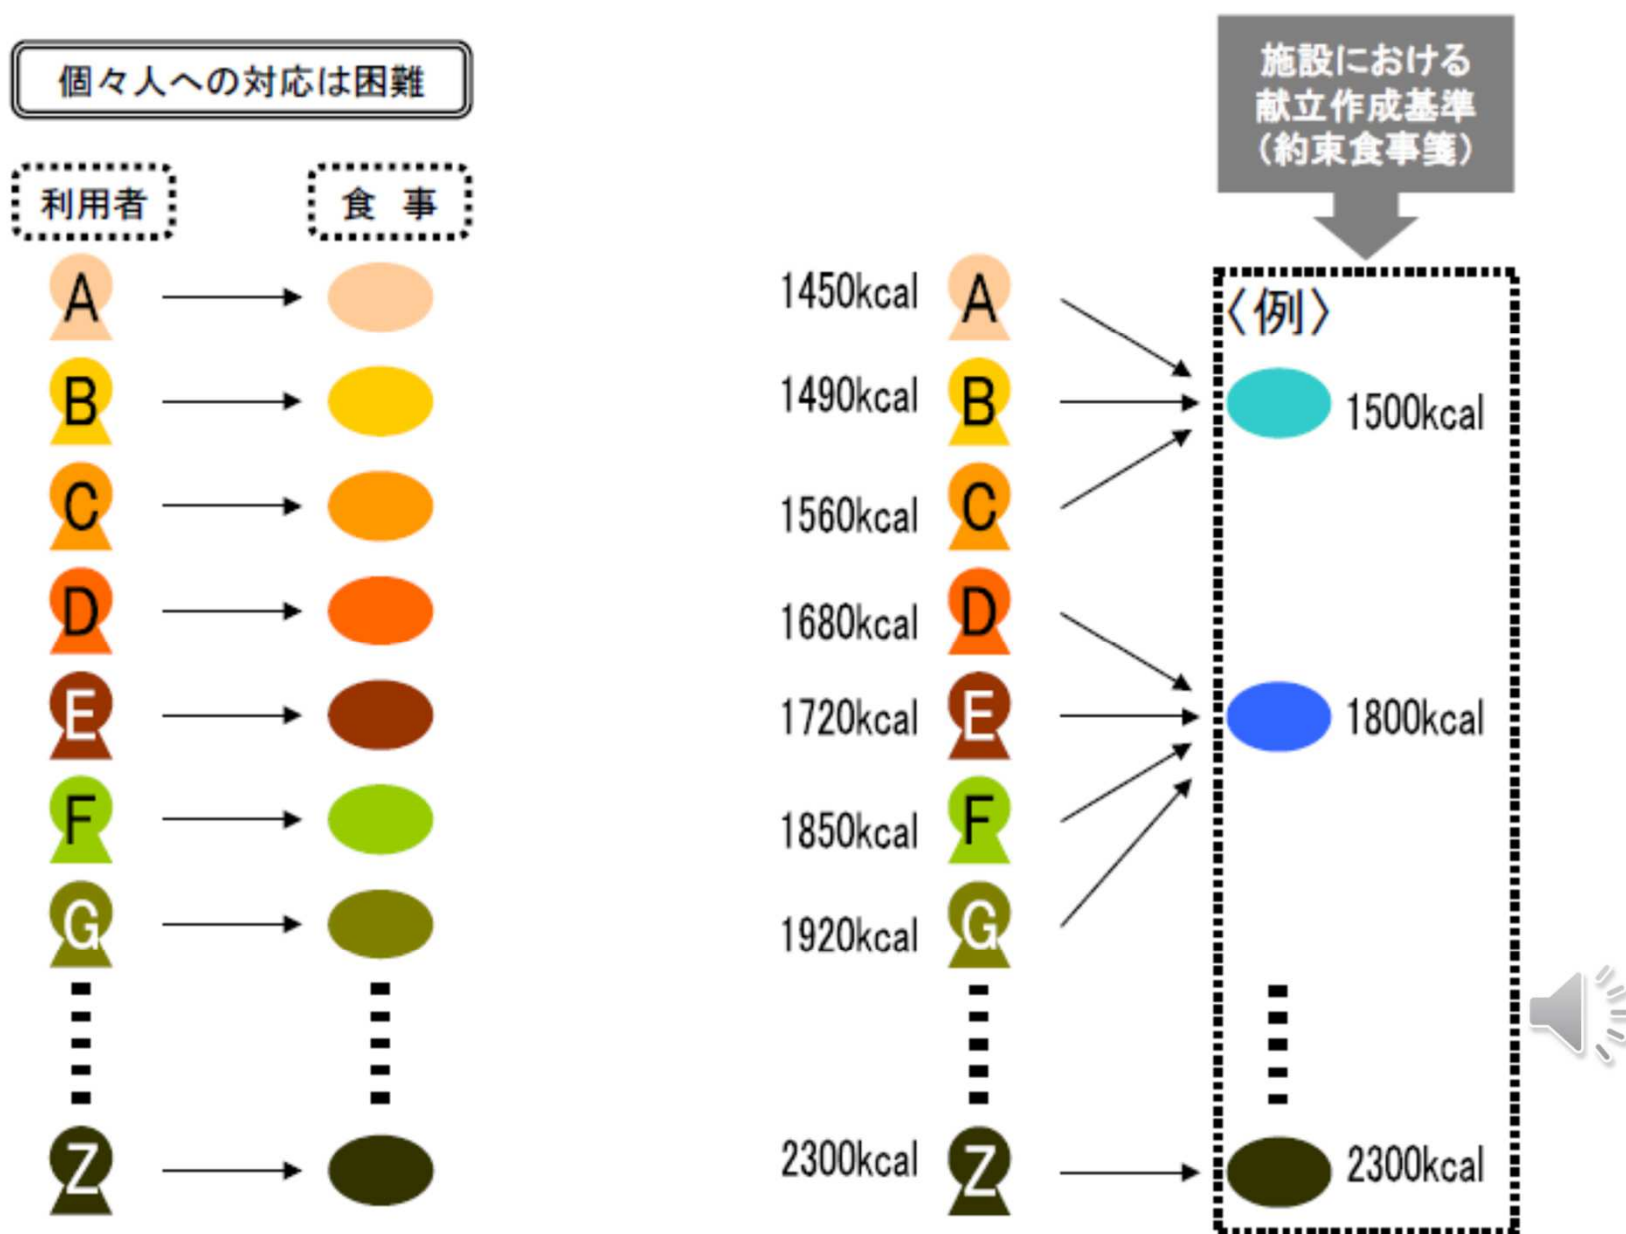 個々人への対応は困難
利用者
食 事
A
B
C
D
E
F
G
Z
施設における
献立作成基準
（約束食事箋）
〈例〉
1450kcal
A
1490kcal
B
1500kcal
1560kcal
C
1680kcal
D
1720kcal
E
1800kcal
1850kcal
F
1920kcal
G
2300kcal
Z
2300kcal